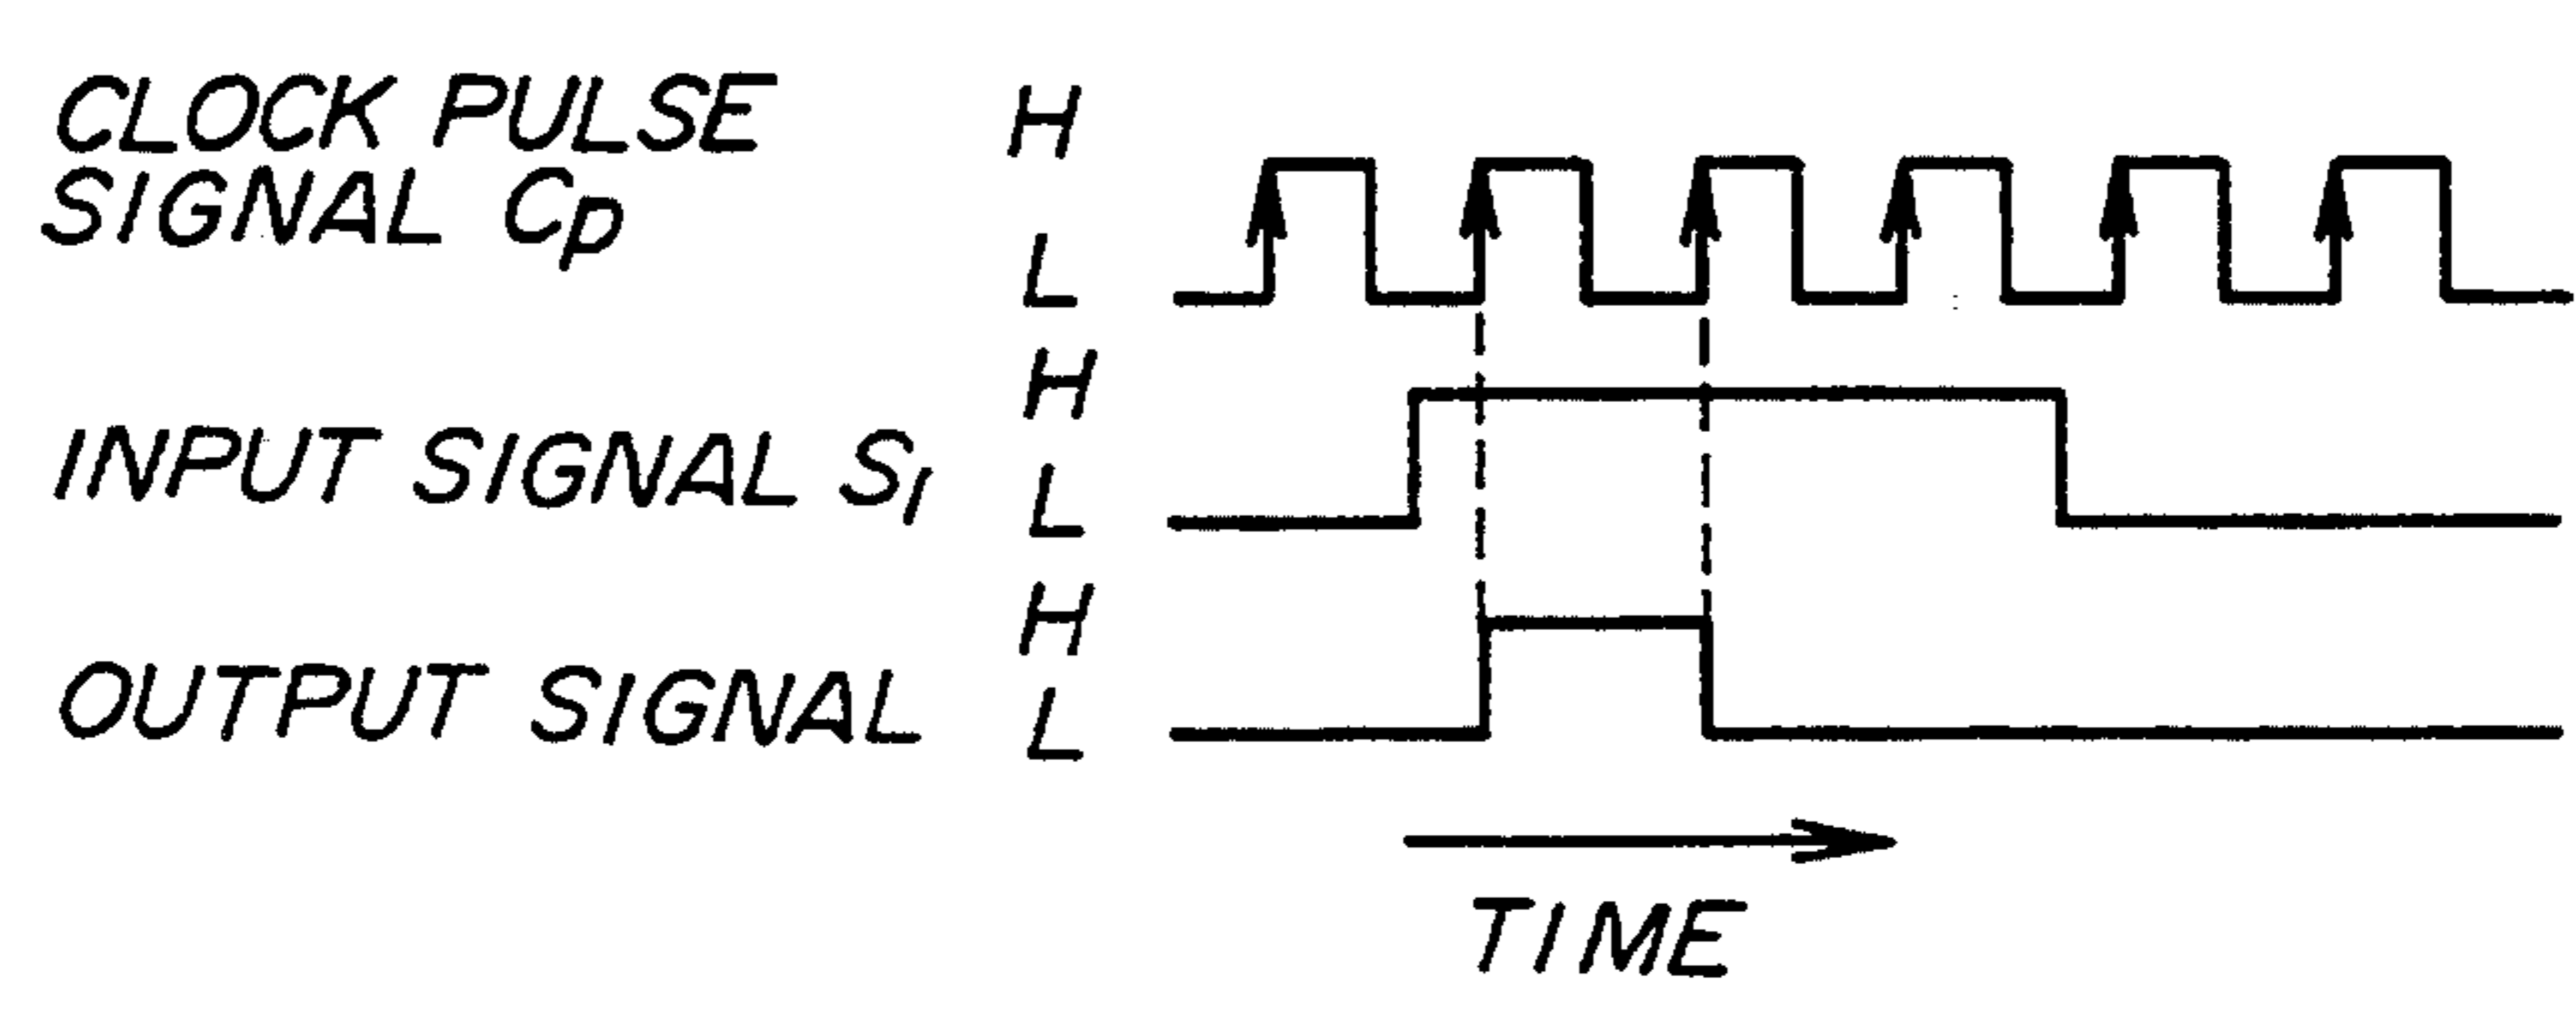 CLOCK PULSE H
SIGNAL Cp L
H
INPUT SIGNAL SI L
H
OUTPUT SIGNAL L
TIME